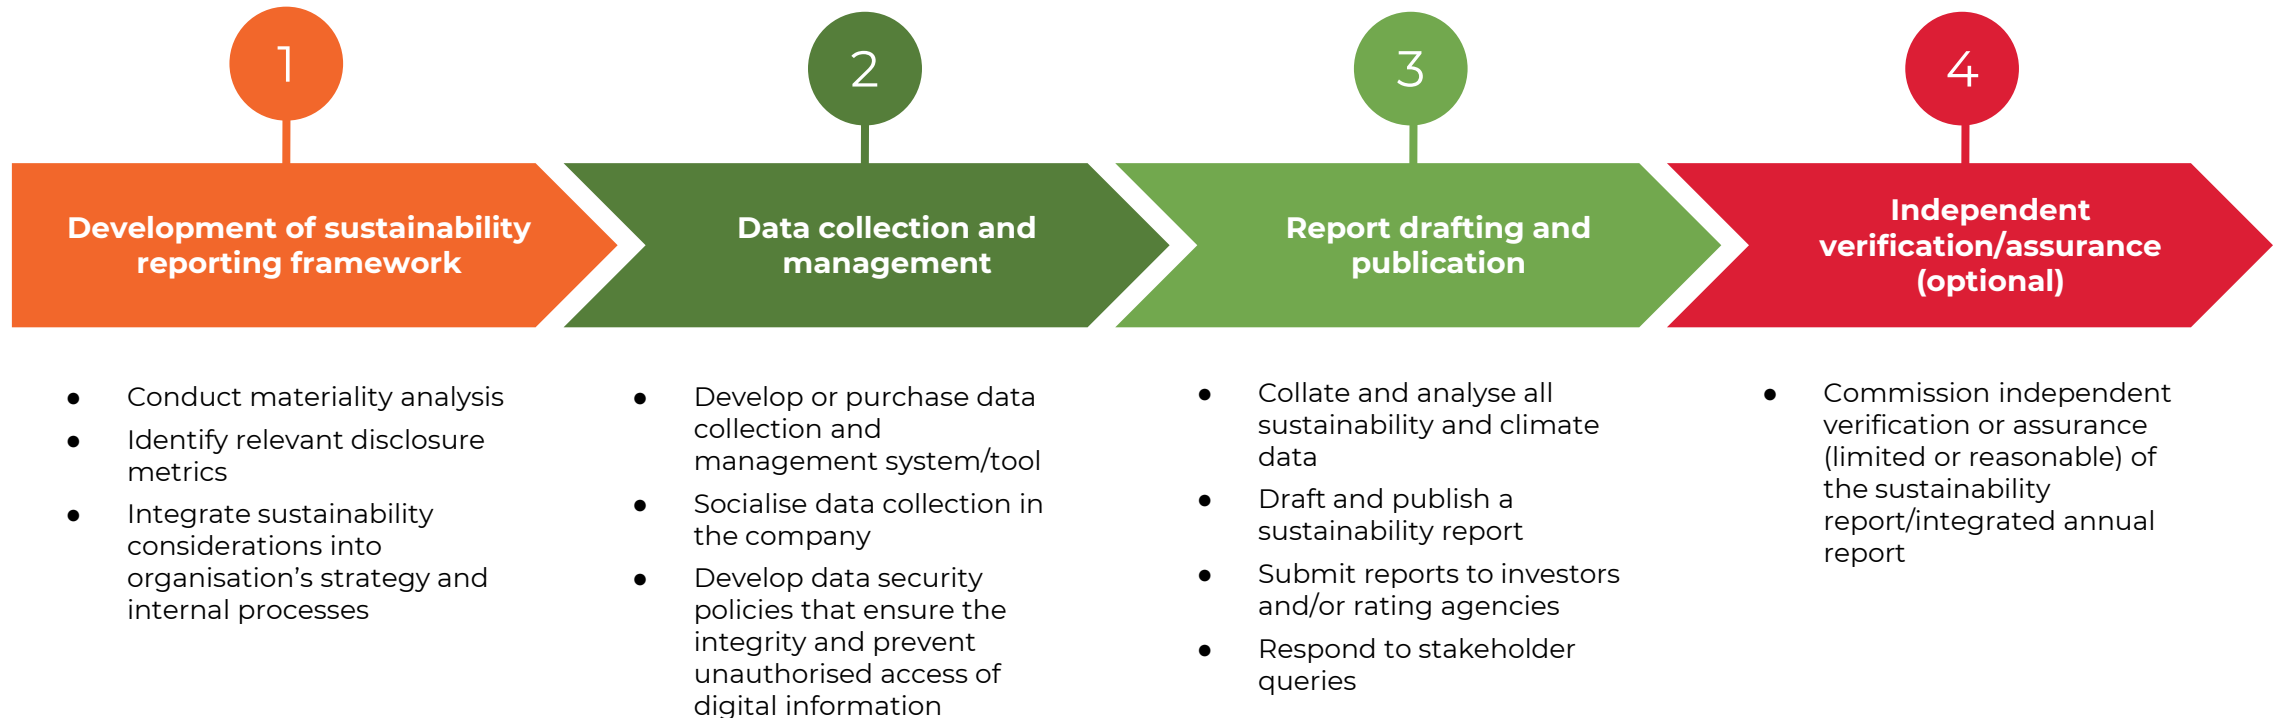 1
Development of sustainability
reporting framework
● Conduct materiality analysis
● Identify relevant disclosure
metrics
● Integrate sustainability
considerations into
organisation’s strategy and
internal processes
2
Data collection and
management
● Develop or purchase data
collection and
management system/tool
● Socialise data collection in
the company
● Develop data security
policies that ensure the
integrity and prevent
unauthorised access of
digital information
3
Report drafting and
publication
● Collate and analyse all
sustainability and climate
data
● Draft and publish a
sustainability report
● Submit reports to investors
and/or rating agencies
● Respond to stakeholder
queries
4
Independent
verification/assurance
(optional)
● Commission independent
verification or assurance
(limited or reasonable) of
the sustainability
report/integrated annual
report